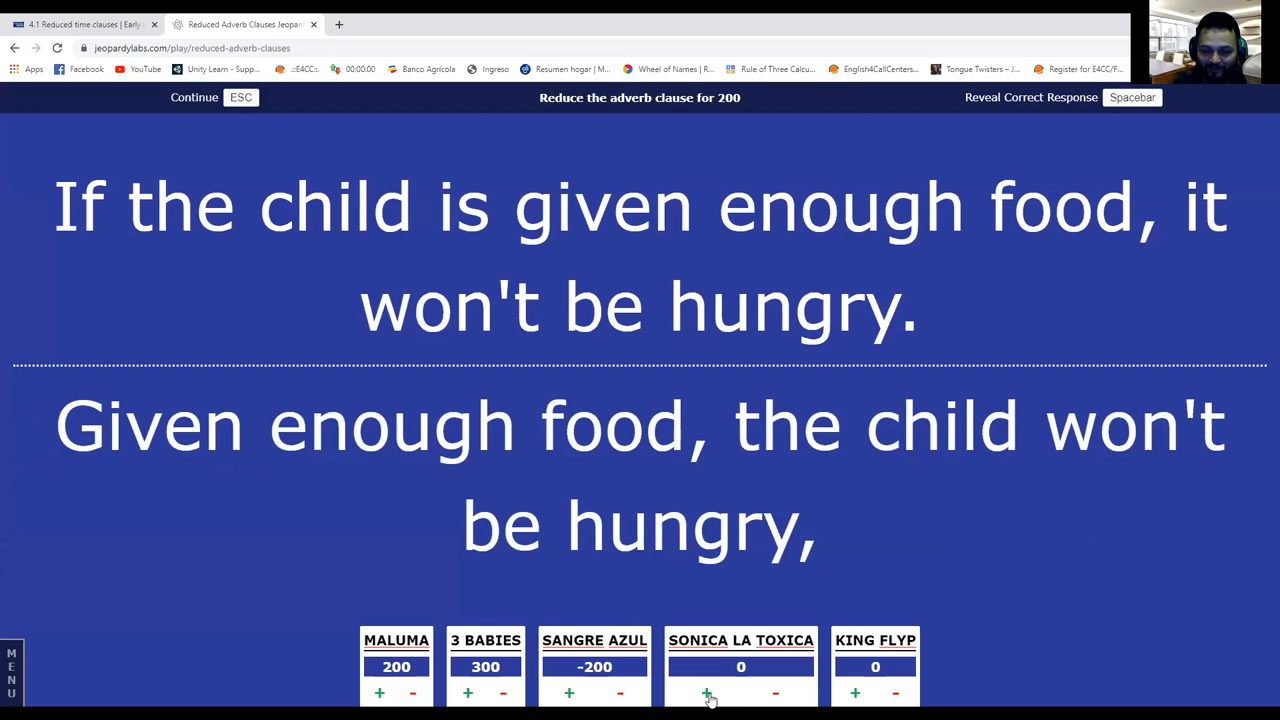 4.1 Reduced time clauses | Early
Reduced Adverb Clauses Jeopard
jeopardylabs.com/play/reduced-adverb-clauses
Apps Facebook YouTube Unity Learn - Supp... .::E4CC:. 00:00:00 Banco Agrícola Ingreso Resumen hogar | M... Wheel of Names | R... Rule of Three Calcu... English4CallCenters... Tongue Twisters – J... Register for E4CC/F...
Continue ESC Reduce the adverb clause for 200 Reveal Correct Response Spacebar
If the child is given enough food, it
won't be hungry.
Given enough food, the child won't
be hungry,
MENU
MALUMA 3 BABIES SANGRE AZUL SONICA LA TOXICA KING FLYP
200 300 -200 0 0
+ - + - + - + - + -